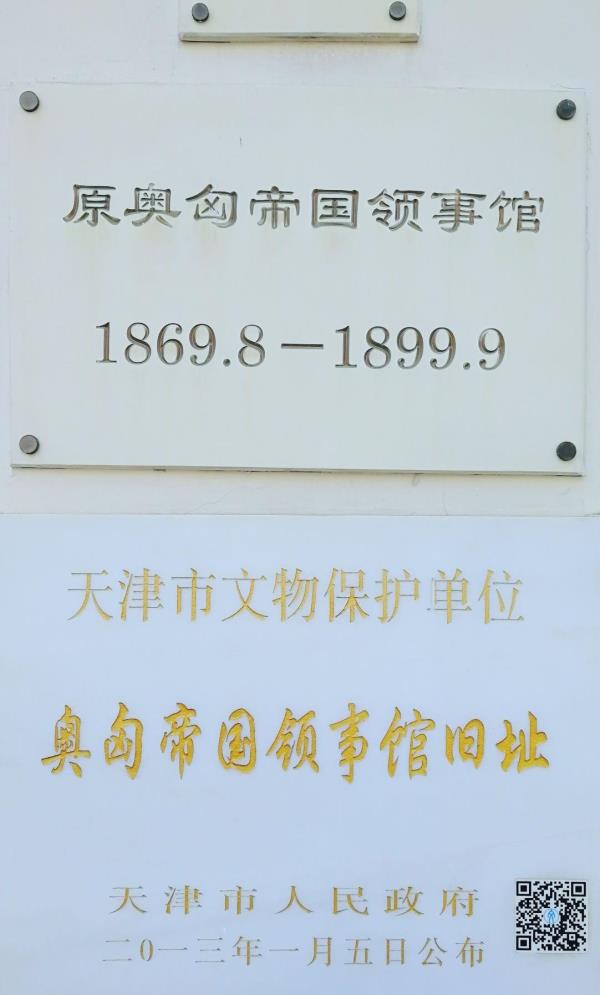 原奥匈帝国领事馆
1869.8－1899.9
天津市文物保护单位
奥匈帝国领事馆旧址
天津市人民政府
二0一三年一月五日公布